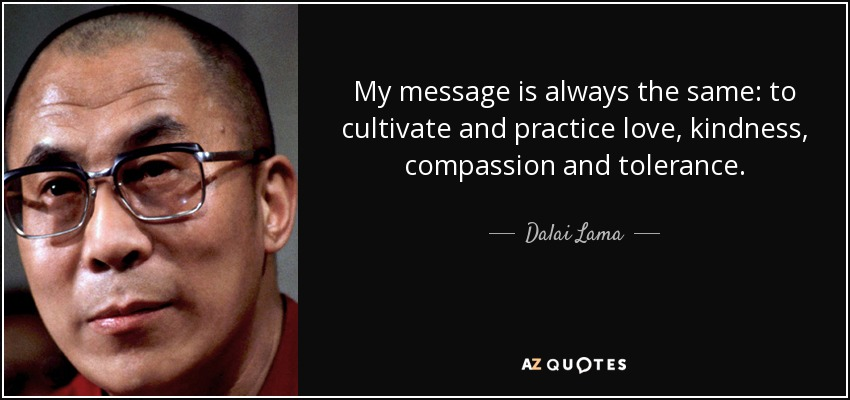 My message is always the same: to
cultivate and practice love, kindness,
compassion and tolerance.
Dalai Lama
AZ QUOTES